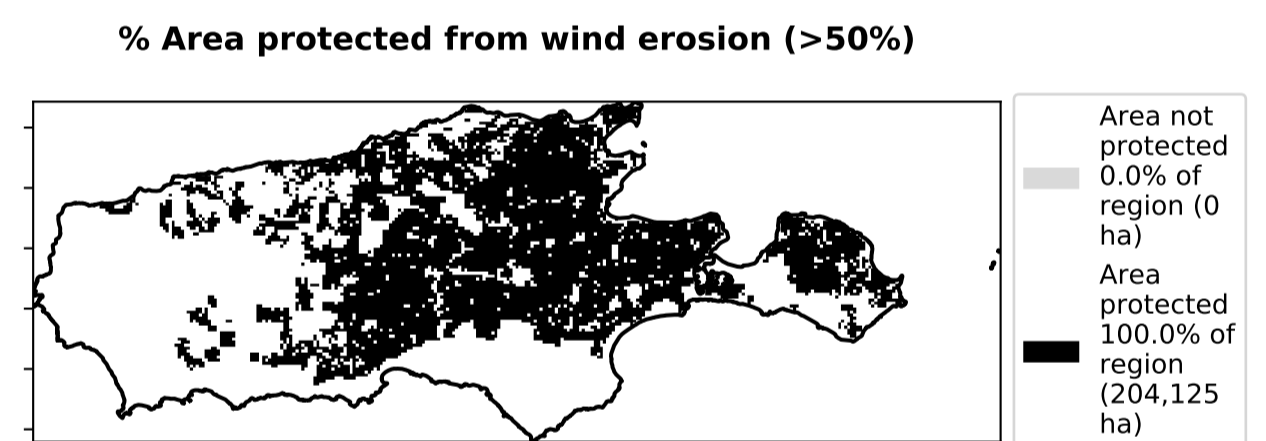 % Area protected from wind erosion (>50%)
Area not
protected
0.0% of
region (0
ha)
Area
protected
100.0% of
region
(204,125
ha)